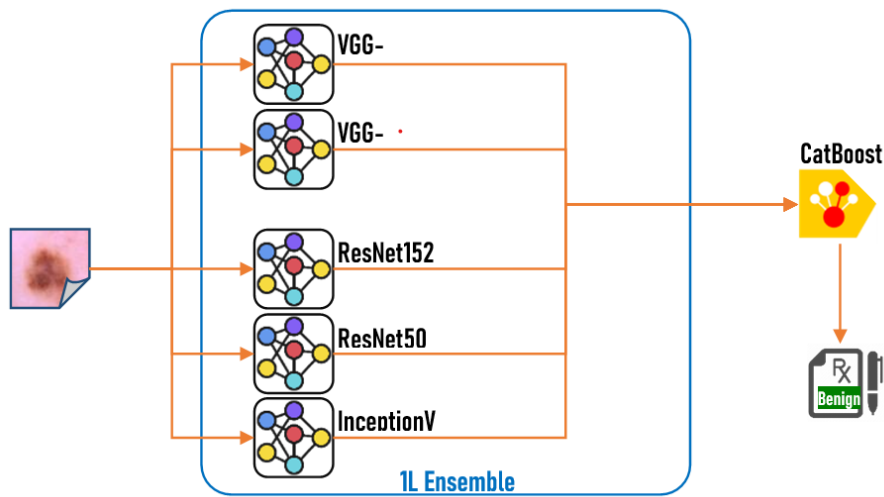 VGG-
VGG-
CatBoost
ResNet152
ResNet50
InceptionV
RX
Benign
1L Ensemble